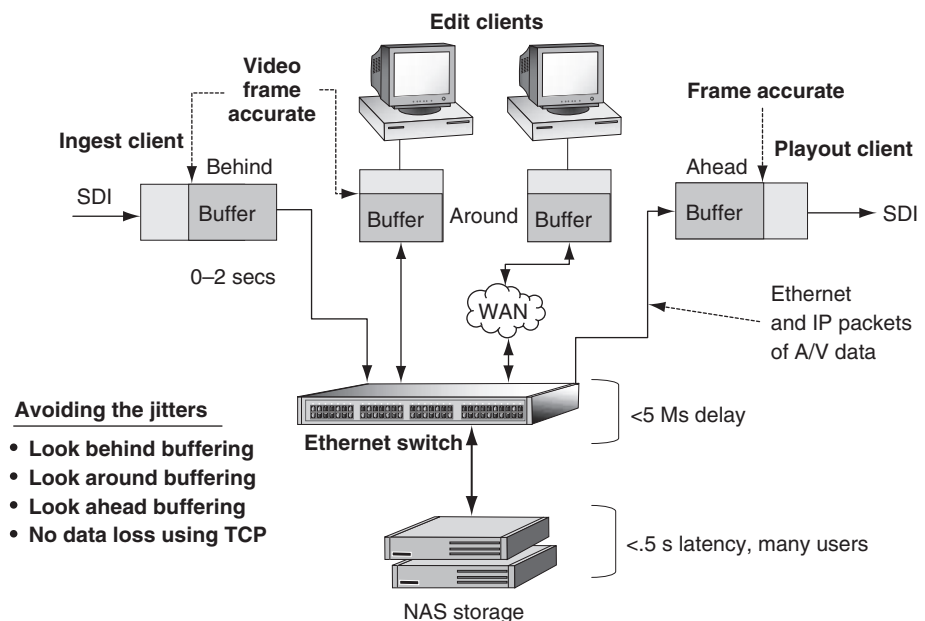 Edit clients
Video
frame
accurate
Frame accurate
Ingest client
Playout client
Behind
Ahead
SDI
Buffer
Buffer
Around
Buffer
Buffer
SDI
0–2 secs
WAN
Ethernet
and IP packets
of A/V data
Avoiding the jitters
• Look behind buffering
• Look around buffering
• Look ahead buffering
• No data loss using TCP
Ethernet switch
<5 Ms delay
<.5 s latency, many users
NAS storage